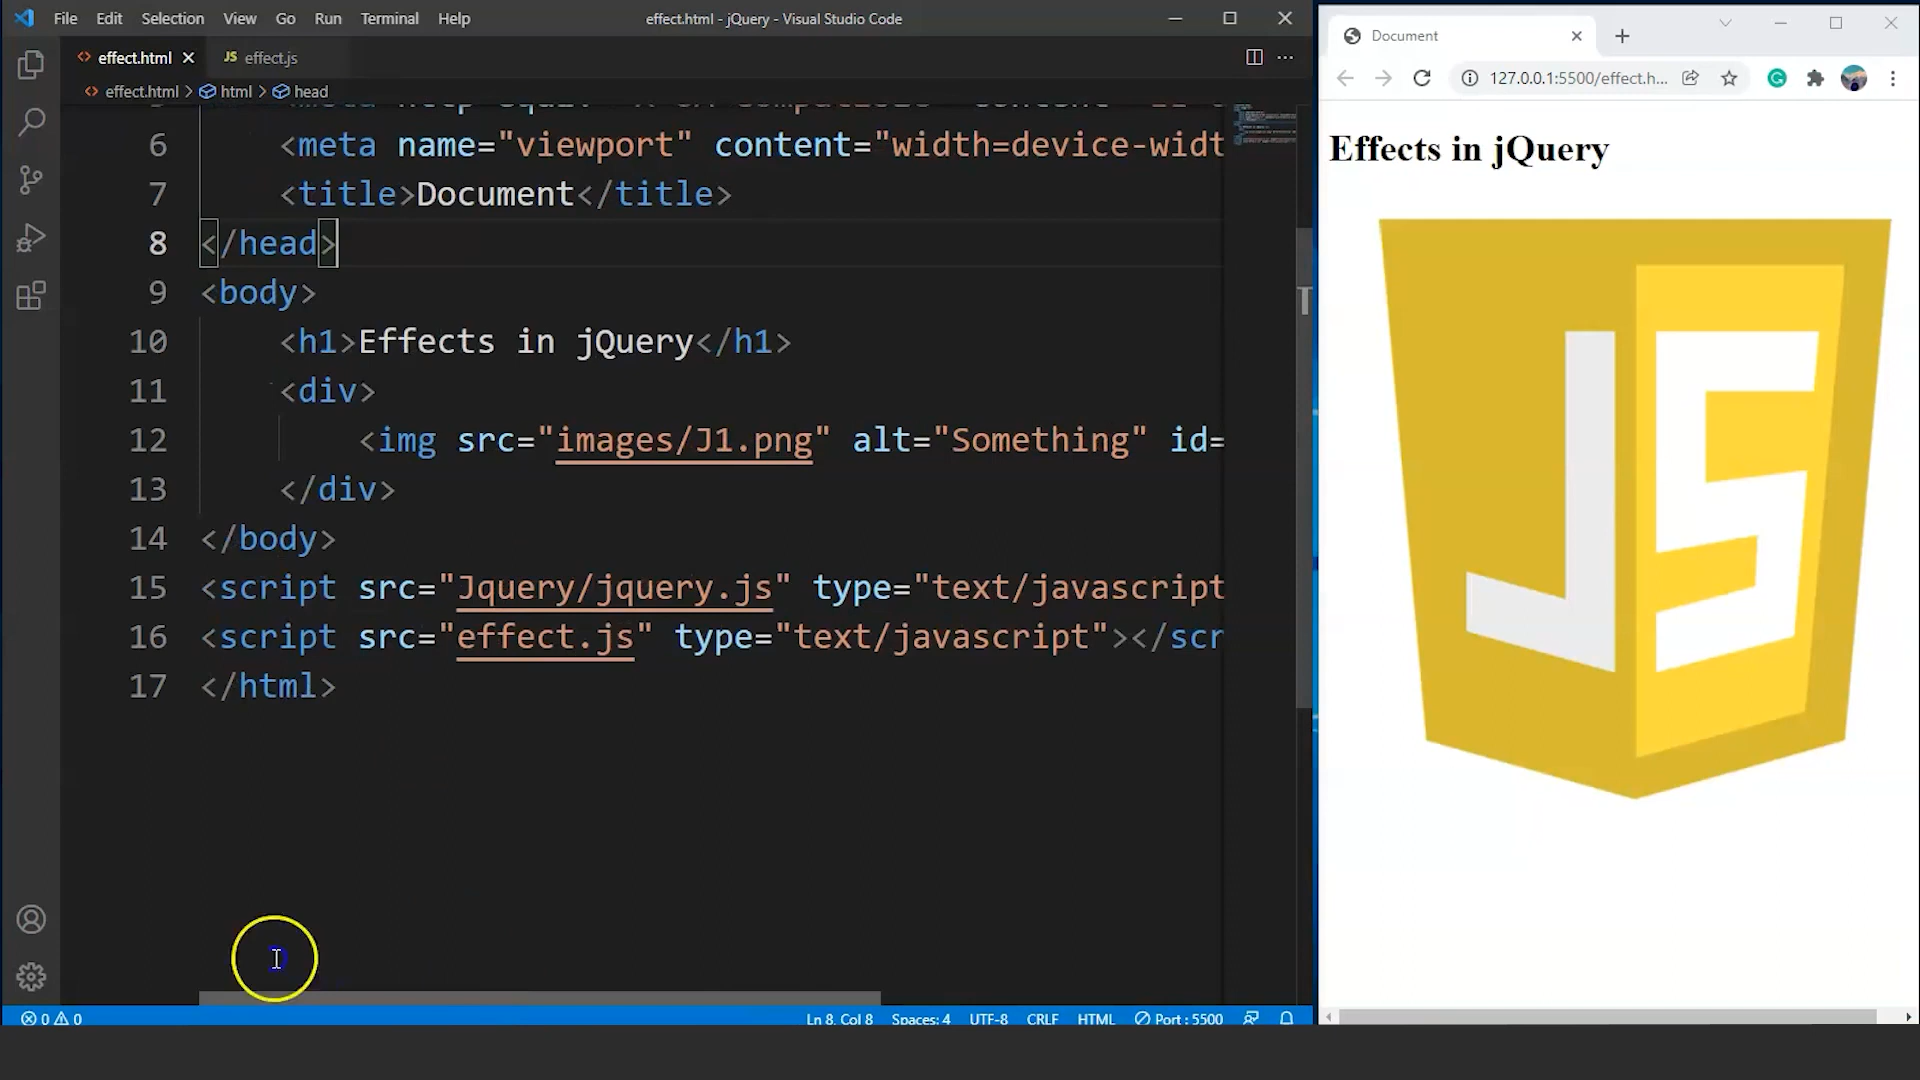 File Edit Selection View Go Run Terminal Help
effect.html - jQuery - Visual Studio Code
effect.html
JS effect.js
effect.html > html > head
6 <meta name="viewport" content="width=device-widt
7 <title>Document</title>
8 </head>
9 <body>
10 <h1>Effects in jQuery</h1>
11 <div>
12 <img src="images/J1.png" alt="Something" id=
13 </div>
14 </body>
15 <script src="Jquery/jquery.js" type="text/javascript
16 <script src="effect.js" type="text/javascript"></scr
17 </html>
0 0
Ln 8, Col 8 Spaces: 4 UTF-8 CRLF HTML Port : 5500
Document
127.0.0.1:5500/effect.h...
Effects in jQuery
JS